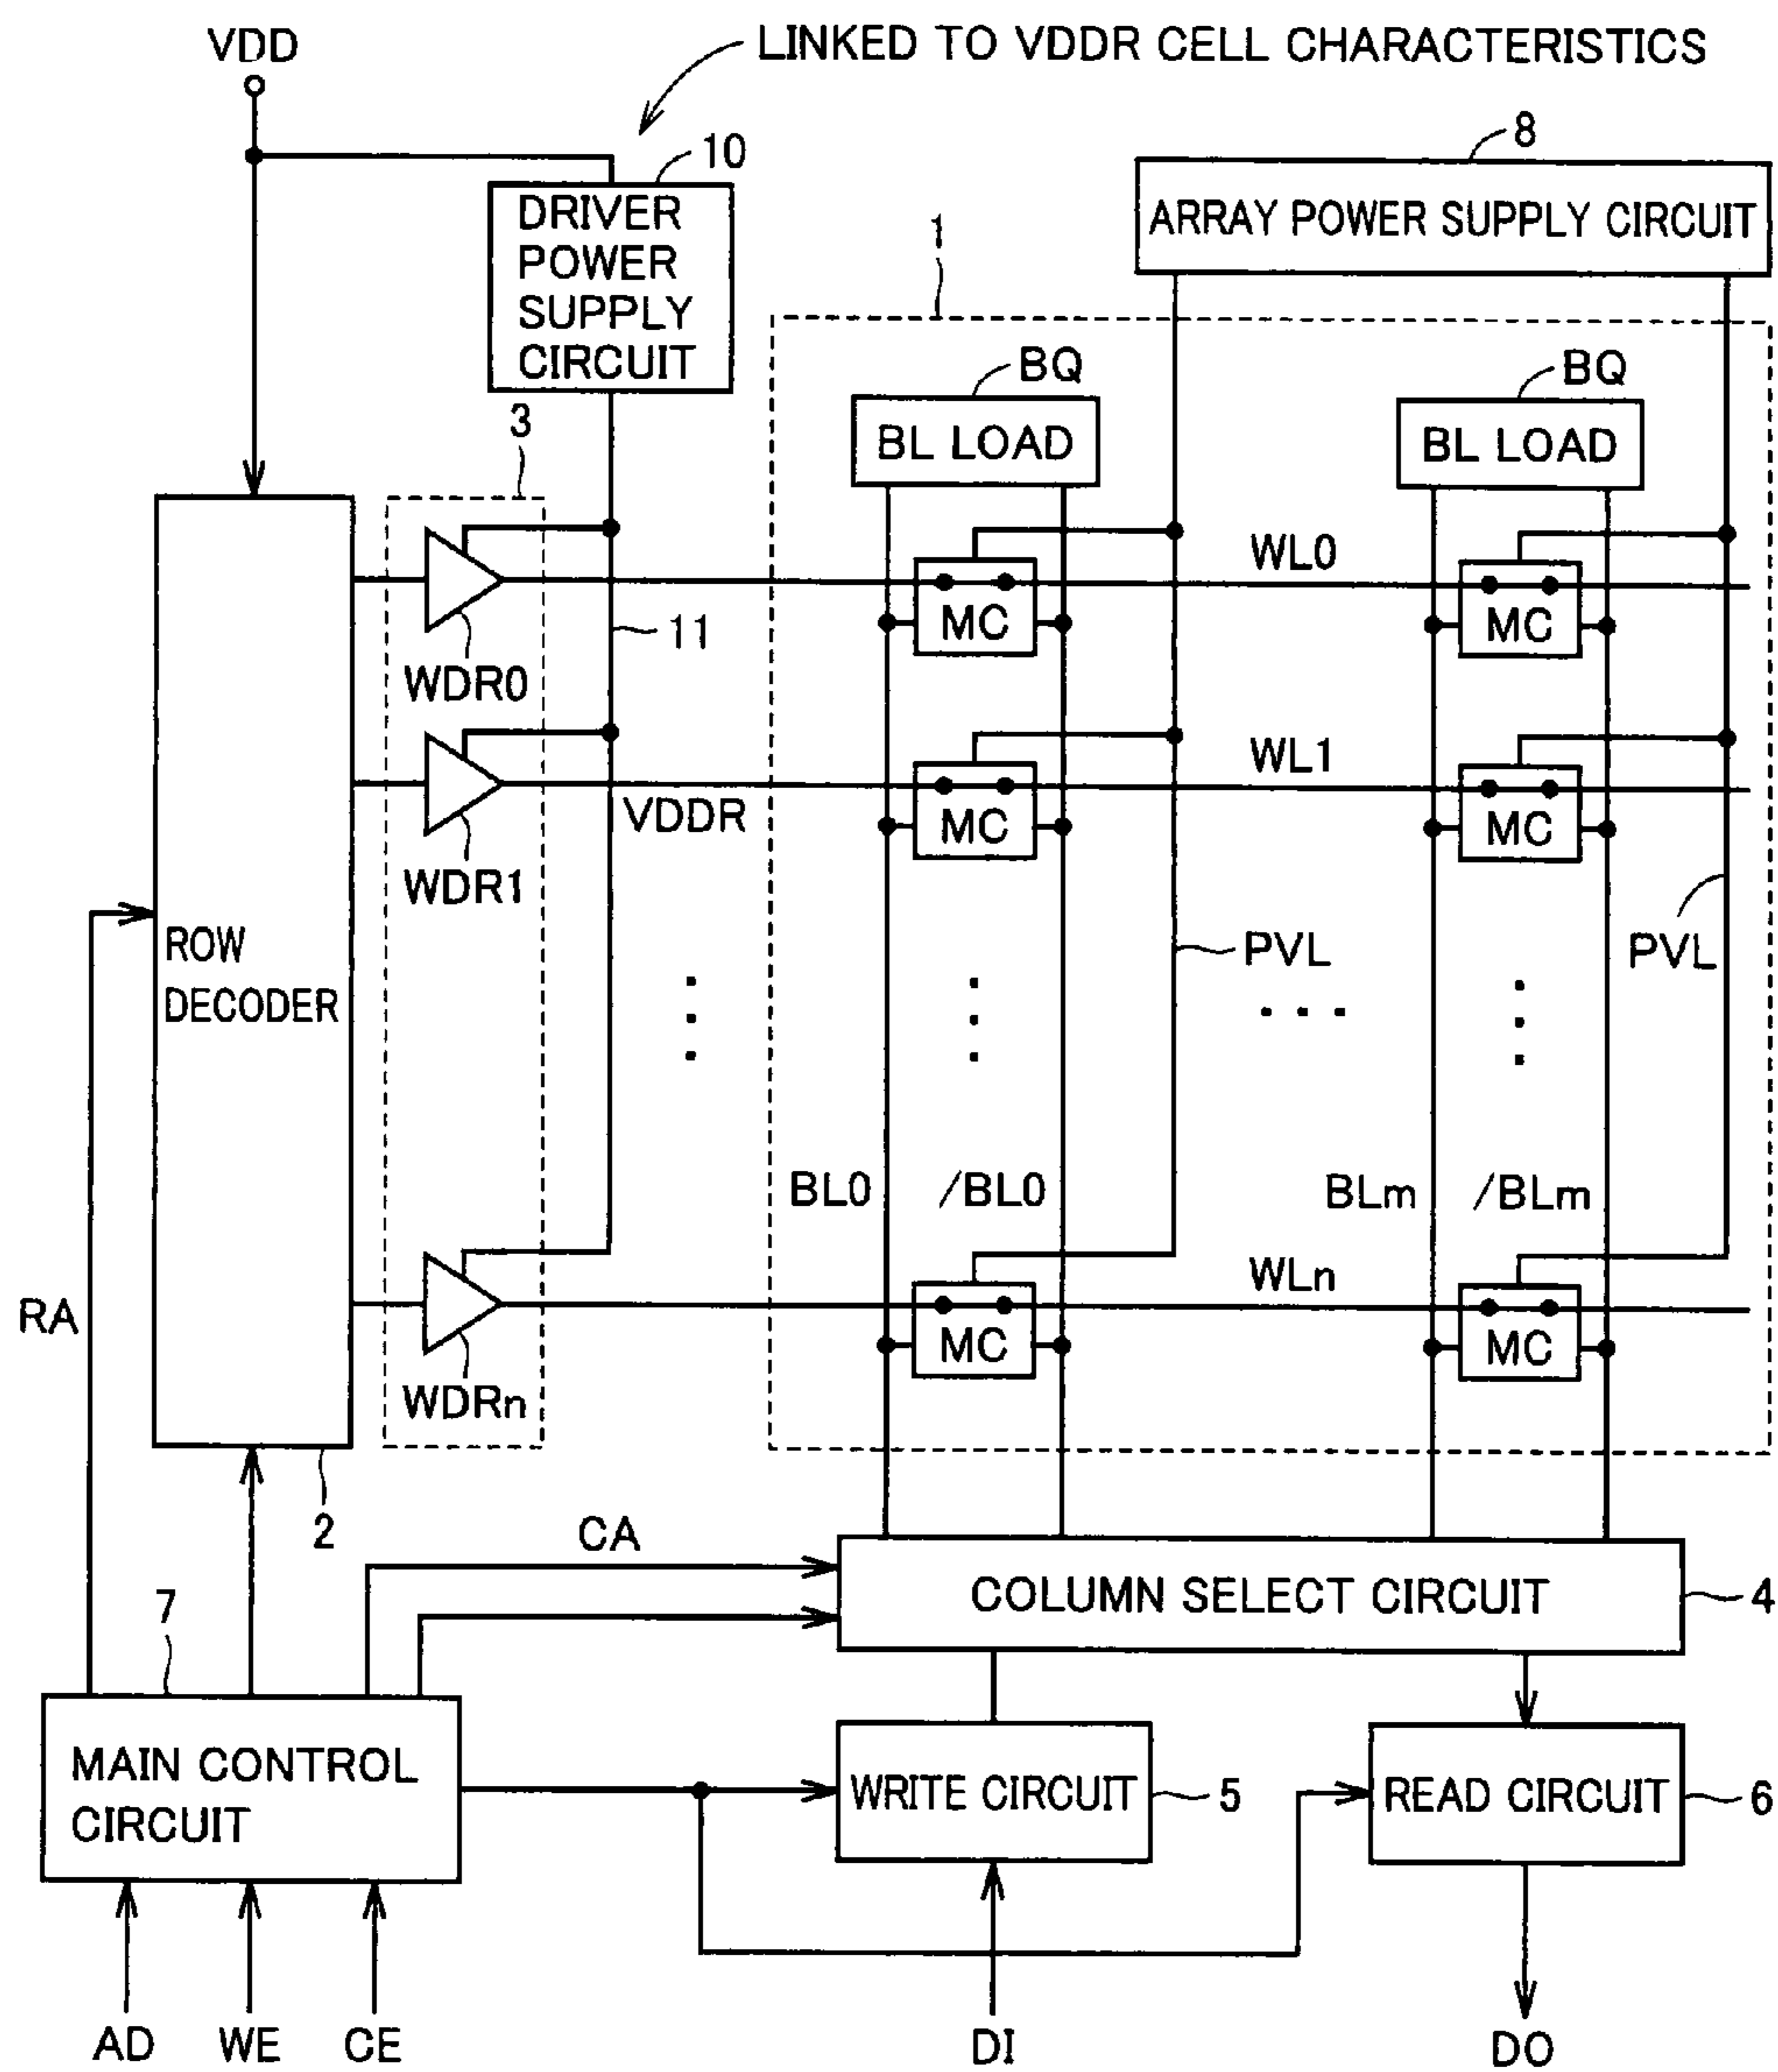 VDD
LINKED TO VDDR CELL CHARACTERISTICS
10
8
DRIVER
POWER
SUPPLY
CIRCUIT
ARRAY POWER SUPPLY CIRCUIT
1
3
BQ
BQ
BL LOAD
BL LOAD
WL0
MC
MC
11
WDR0
WL1
VDDR
MC
MC
WDR1
ROW
DECODER
PVL
PVL
BL0
/BL0
BLm
/BLm
WLn
RA
MC
MC
WDRn
2
CA
COLUMN SELECT CIRCUIT
4
7
MAIN CONTROL
CIRCUIT
WRITE CIRCUIT
5
READ CIRCUIT
6
AD
WE
CE
DI
DO